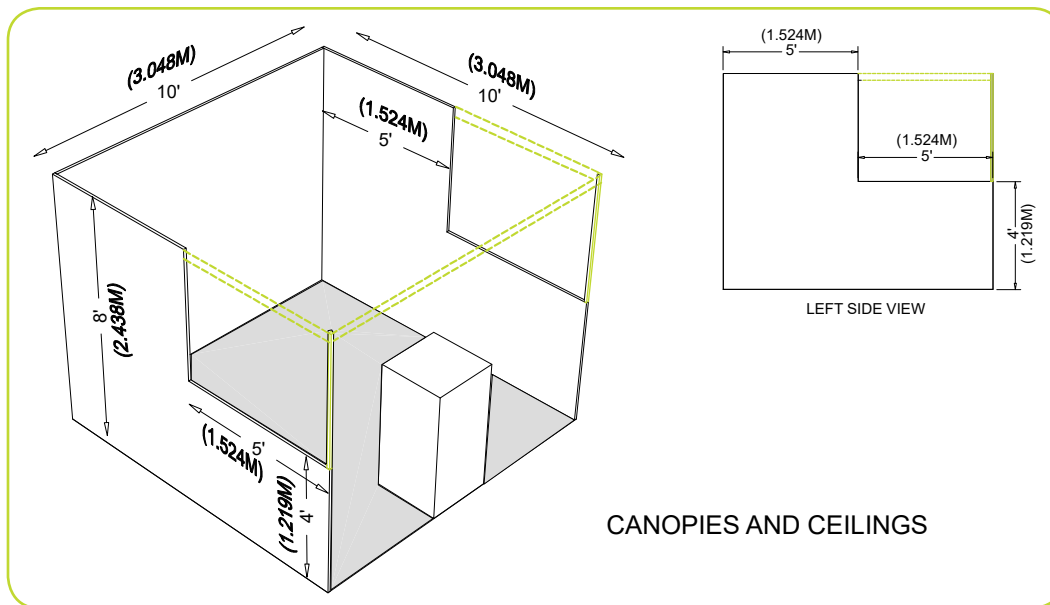 (3.048M)
10'
(3.048M)
10'
(1.524M)
5'
8'
(2.438M)
5'
(1.524M)
4'
(1.219M)
(1.524M)
5'
(1.524M)
5'
4'
(1.219M)
LEFT SIDE VIEW
CANOPIES AND CEILINGS